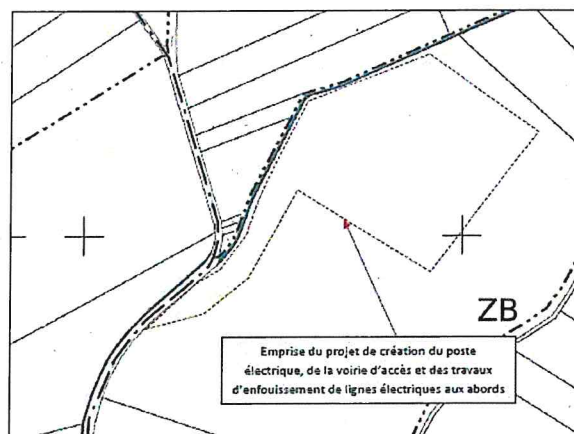 ZB
Emprise du projet de création du poste
électrique, de la voirie d'accès et des travaux
d'enfouissement de lignes électriques aux abords